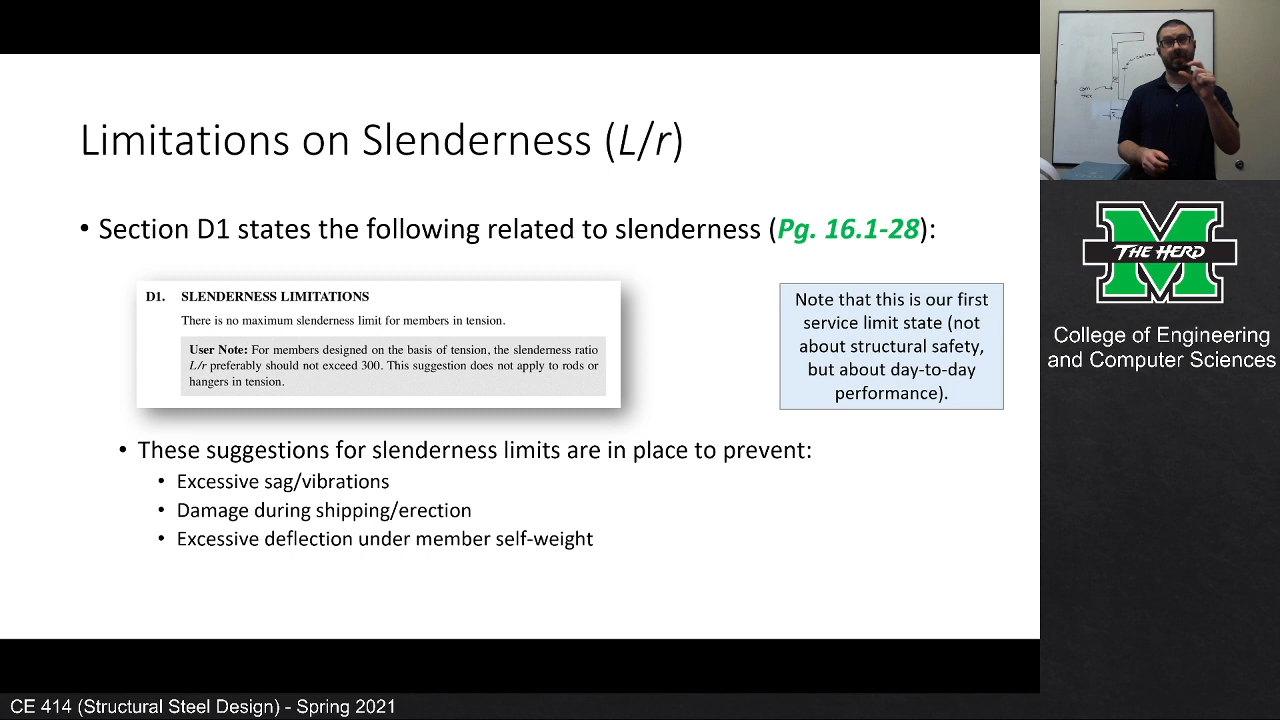 Limitations on Slenderness (L/r)
• Section D1 states the following related to slenderness (Pg. 16.1-28):
D1. SLENDERNESS LIMITATIONS
There is no maximum slenderness limit for members in tension.
User Note: For members designed on the basis of tension, the slenderness ratio
L/r preferably should not exceed 300. This suggestion does not apply to rods or
hangers in tension.
Note that this is our first
service limit state (not
about structural safety,
but about day-to-day
performance).
• These suggestions for slenderness limits are in place to prevent:
• Excessive sag/vibrations
• Damage during shipping/erection
• Excessive deflection under member self-weight
THE HERD
College of Engineering
and Computer Sciences
CE 414 (Structural Steel Design) - Spring 2021